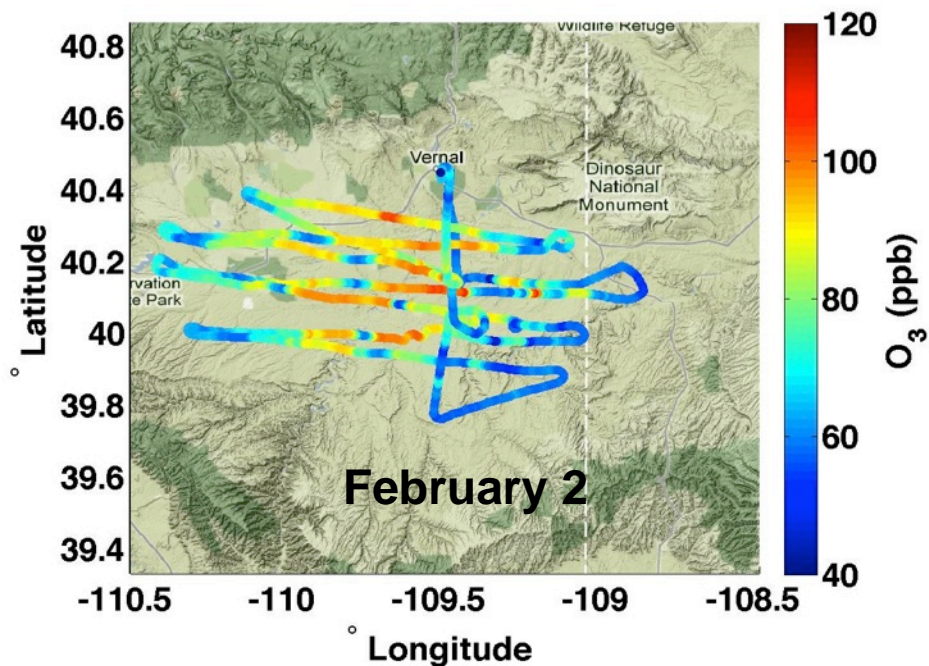 40.8
40.6
40.4
40.2
40
39.8
39.6
39.4
° Latitude
-110.5
-110
-109.5
-109
-108.5
° Longitude
Wildlife Refuge
Vernal
Dinosaur
National
Monument
rvation
te Park
February 2
120
100
80
60
40
O₃ (ppb)